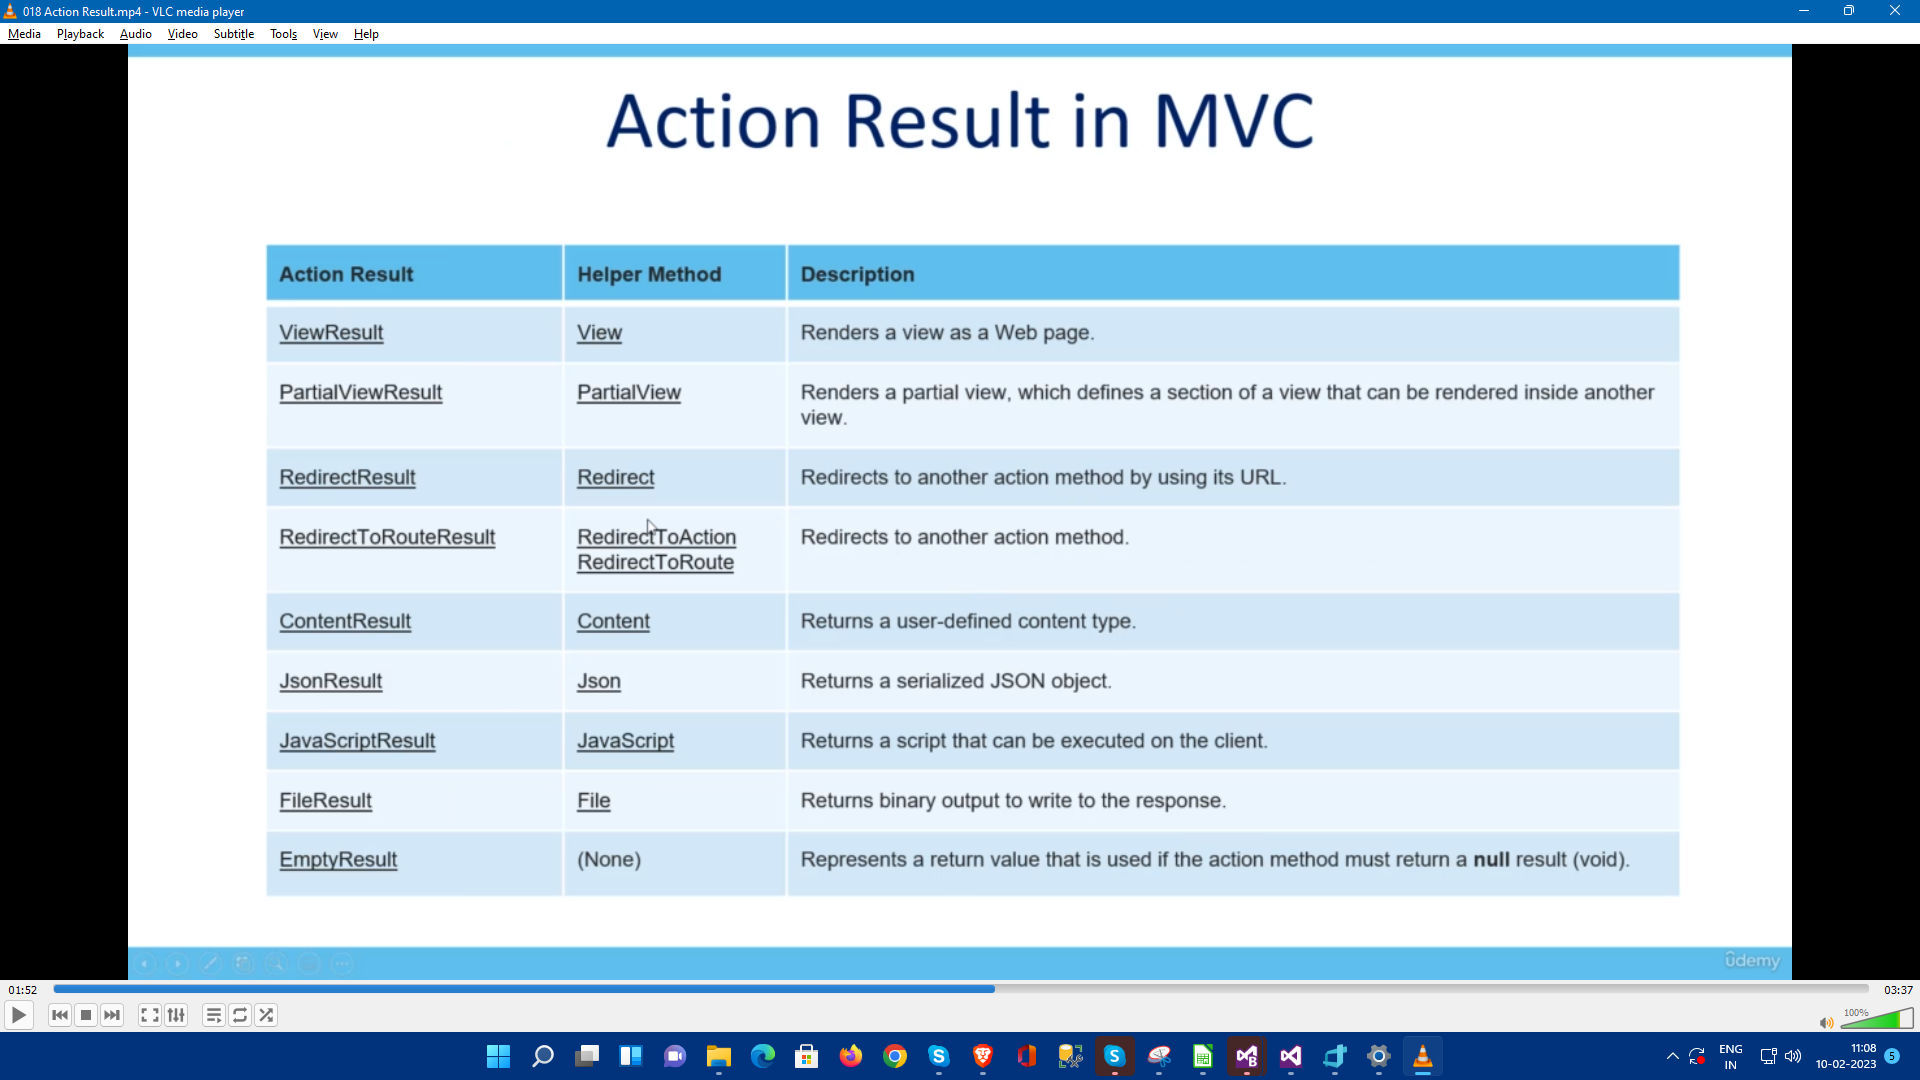 018 Action Result.mp4 - VLC media player
Media Playback Audio Video Subtitle Tools View Help
Action Result in MVC
Action Result Helper Method Description
ViewResult View Renders a view as a Web page.
PartialViewResult PartialView Renders a partial view, which defines a section of a view that can be rendered inside another
view.
RedirectResult Redirect Redirects to another action method by using its URL.
RedirectToRouteResult RedirectToAction Redirects to another action method.
RedirectToRoute
ContentResult Content Returns a user-defined content type.
JsonResult Json Returns a serialized JSON object.
JavaScriptResult JavaScript Returns a script that can be executed on the client.
FileResult File Returns binary output to write to the response.
EmptyResult (None) Represents a return value that is used if the action method must return a null result (void).
ûdemy
01:52 03:37
100%
ENG 11:08
IN 10-02-2023 5